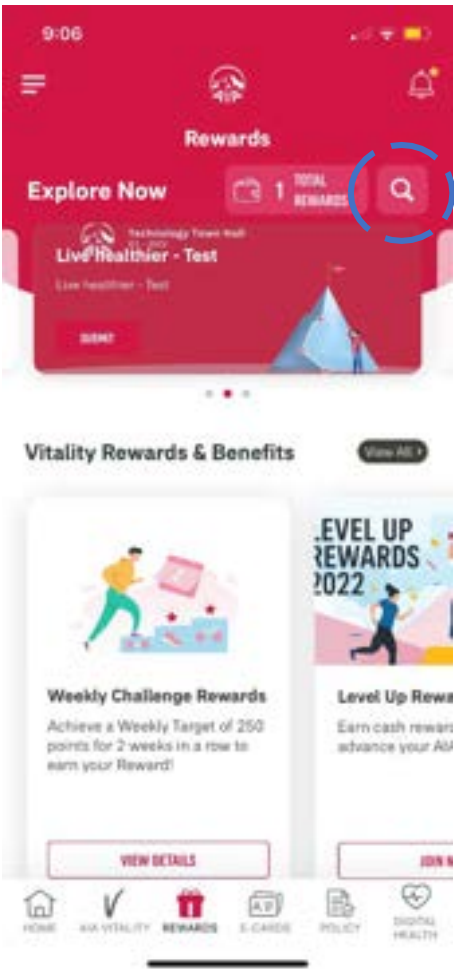 9:06
AIA
Rewards
Explore Now
1 TOTAL
REWARDS
Technology Town Hall
Live healthier - Test
Live healthier - Test
SUBMIT
Vitality Rewards & Benefits
View All
LEVEL UP
REWARDS
2022
Weekly Challenge Rewards
Achieve a Weekly Target of 250
points for 2 weeks in a row to
earn your Reward!
VIEW DETAILS
Level Up Rewa
Earn cash reward
advance your AIA
JOIN N
HOME
AIA VITALITY
REWARDS
E-CARDS
POLICY
DIGITAL
HEALTH